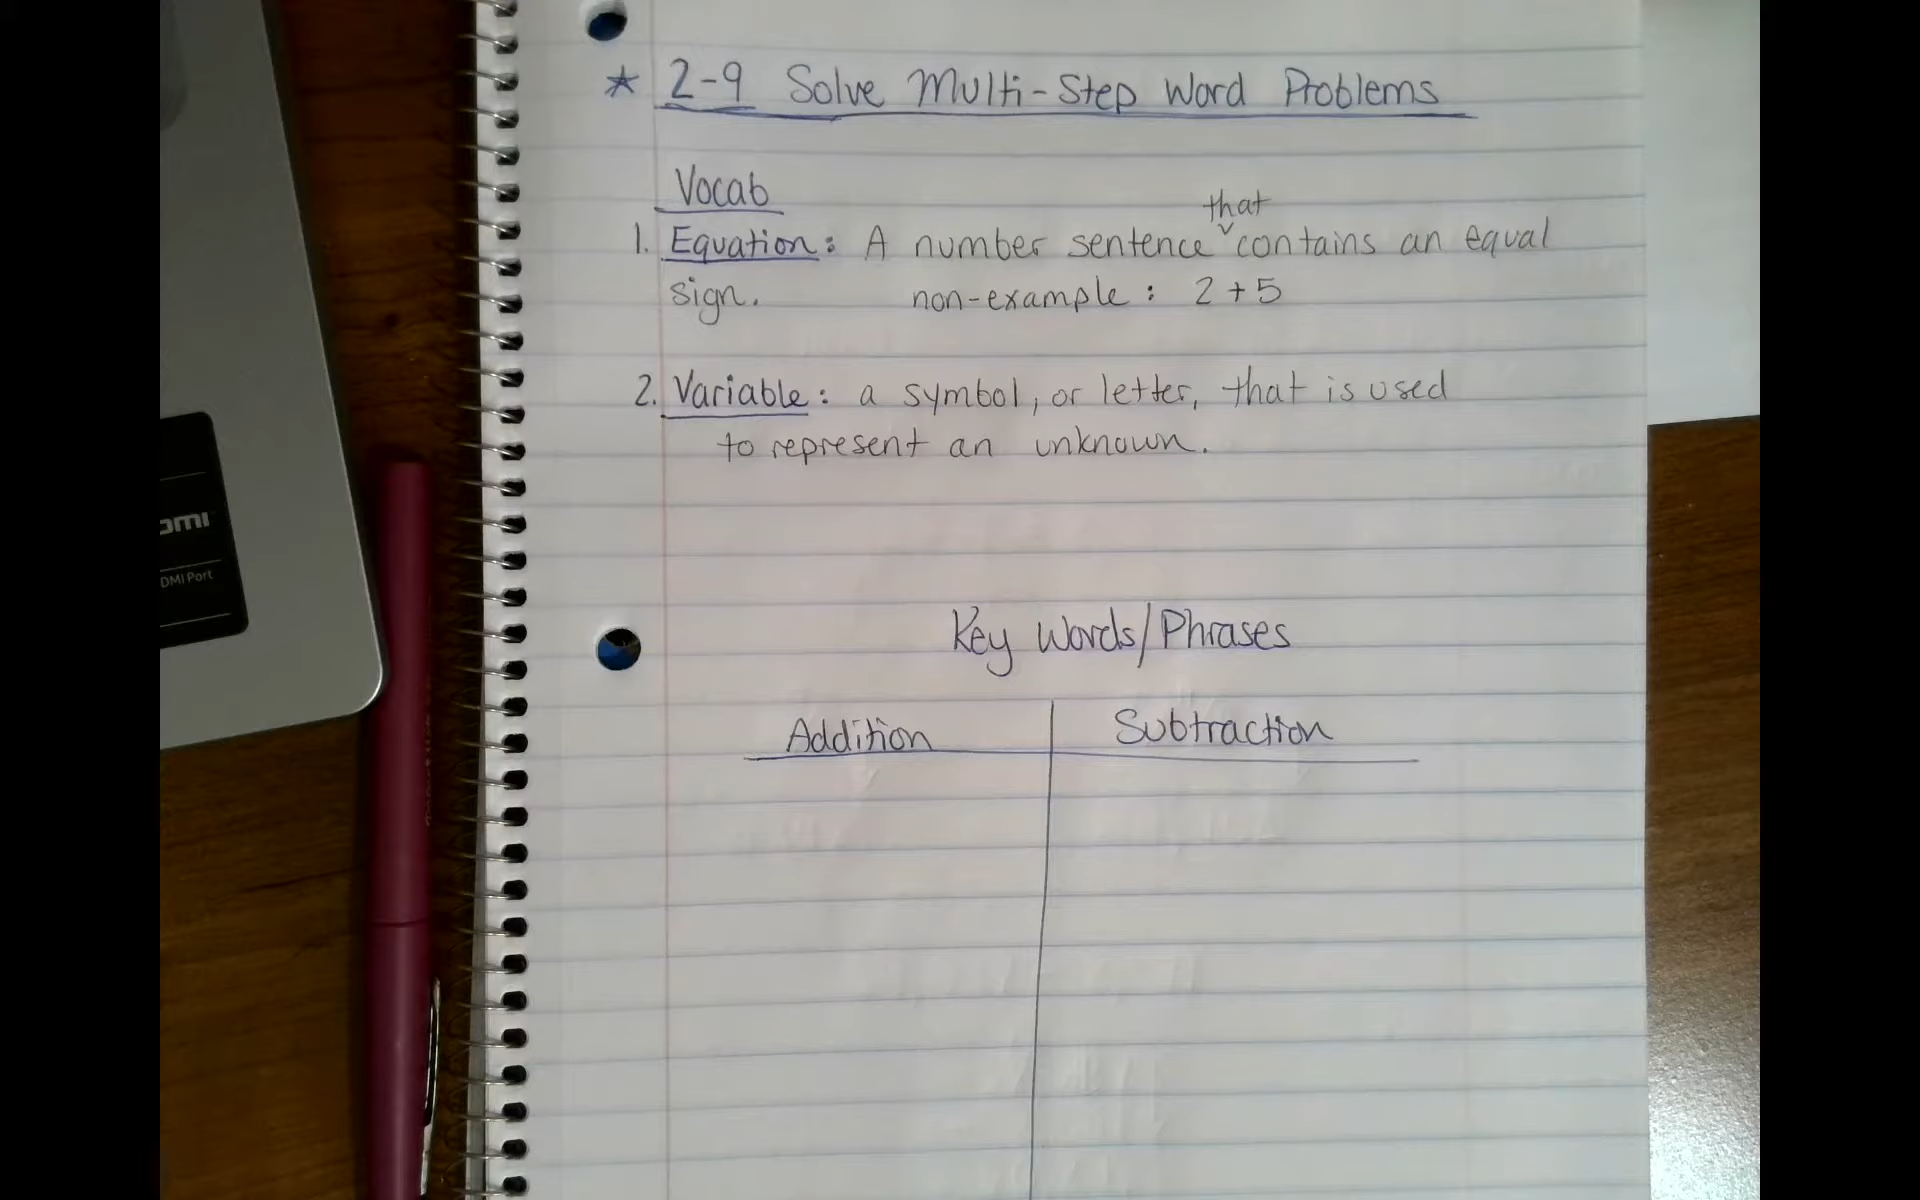 ★ 2-9 Solve Multi-Step Word Problems
Vocab
1. Equation: A number sentence that contains an equal
sign. non-example: 2+5
2. Variable: a symbol, or letter, that is used
to represent an unknown.
Key Words/Phrases
Addition Subtraction
DMI Port